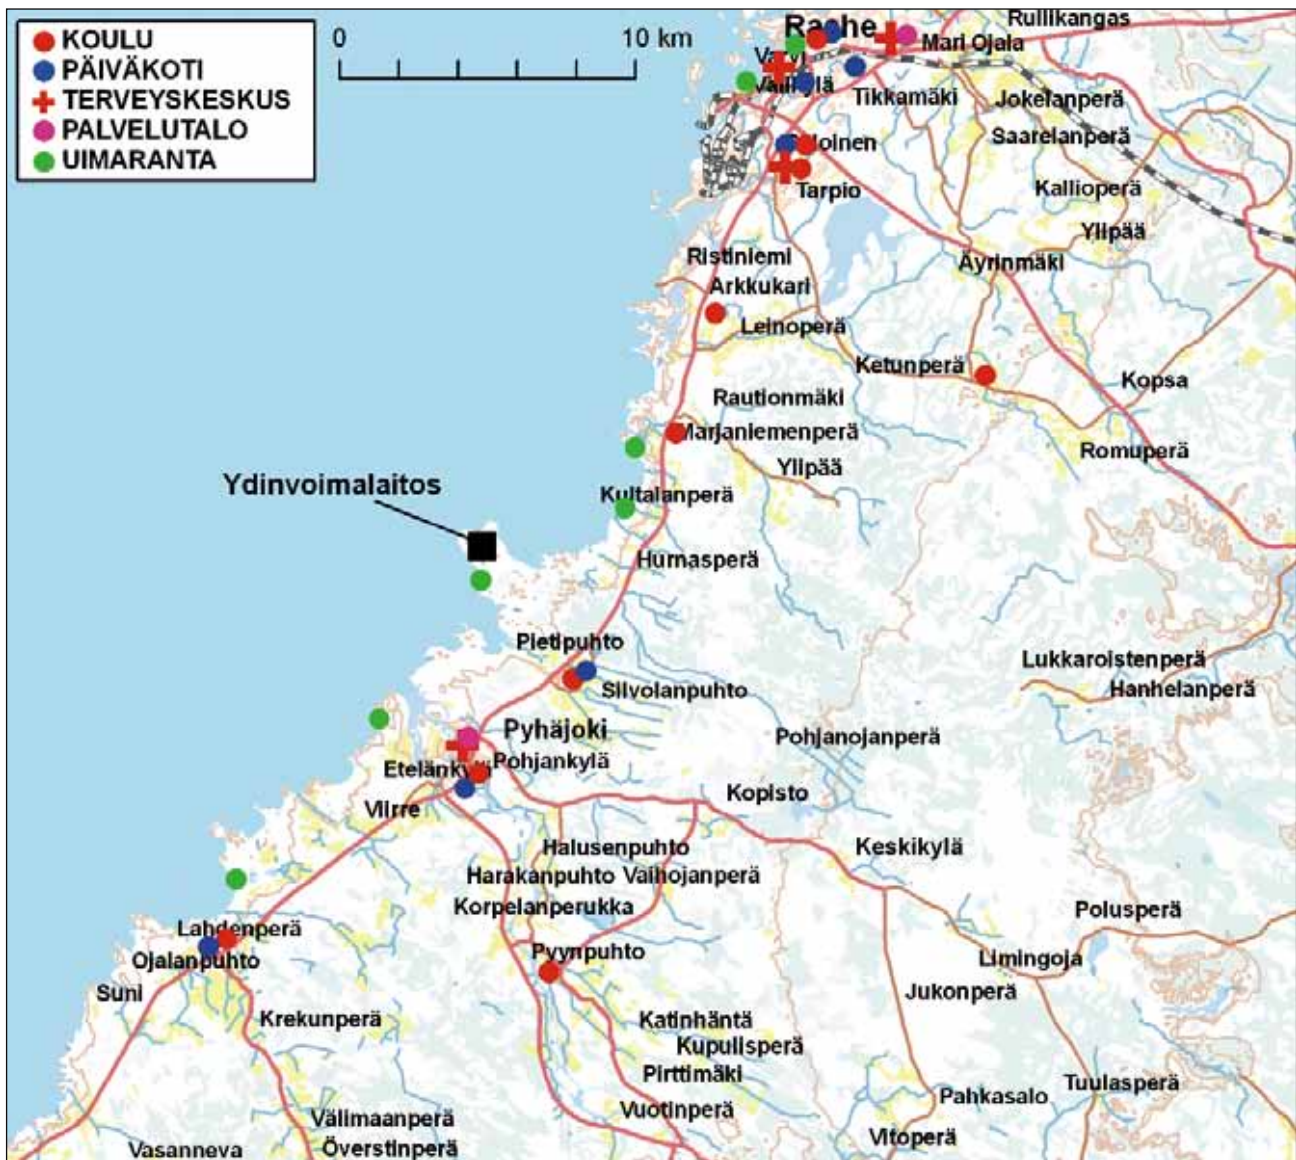 KOULU
PÄIVÄKOTI
TERVEYSKESKUS
PALVELUTALO
UIMARANTA
0 10 km
Raahe
Rullikangas
Mari Ojala
Tikkamäki
Jokelanperä
Saarelanperä
Tarpio
Kallioperä
Ylipää
Ristiniemi
Äyrinmäki
Arkkukari
Leinoperä
Ketunperä
Kopsa
Rautionmäki
Marjaniemenperä
Romuperä
Ylipää
Ydinvoimalaitos
Kultalanperä
Hurnasperä
Pietipuhto
Lukkaroistenperä
Hanhelanperä
Silvolanpuhto
Pyhäjoki
Pohjanojanperä
Etelänkylä
Pohjankylä
Viirre
Kopisto
Halusenpuhto
Keskikylä
Harakanpuhto
Vaihojanperä
Korpelanperukka
Polusperä
Lahdenperä
Ojalanpuhto
Pyynpuhto
Limingoja
Suni
Jukonperä
Krekunperä
Katinhäntä
Kupulisperä
Pirttimäki
Tuulasperä
Pahkasalo
Välimaanperä
Vuotinperä
Vitoperä
Vasanneva
Överstinperä